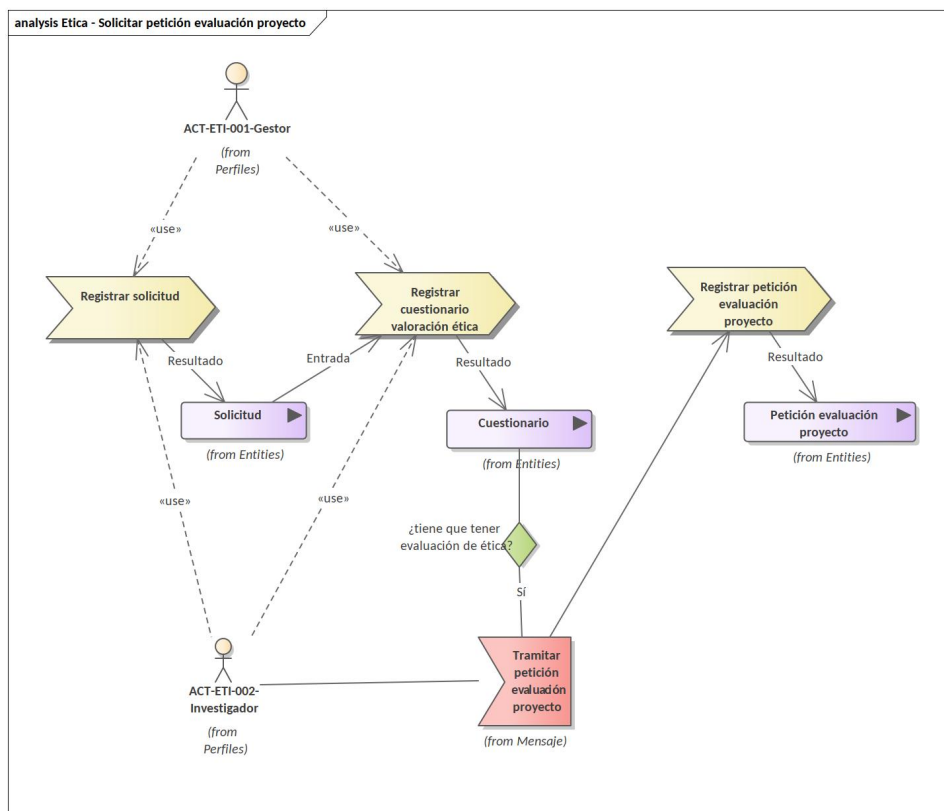 analysis Etica - Solicitar petición evaluación proyecto
ACT-ETI-001-Gestor
(from
Perfiles)
«use»
«use»
Registrar solicitud
Registrar
cuestionario
valoración ética
Registrar petición
evaluación
proyecto
Resultado
Entrada
Resultado
Resultado
Solicitud
(from Entities)
Cuestionario
(from Entities)
Petición evaluación
proyecto
(from Entities)
«use»
«use»
¿tiene que tener
evaluación de ética?
Sí
ACT-ETI-002-
Investigador
(from
Perfiles)
Tramitar
petición
evaluación
proyecto
(from Mensaje)